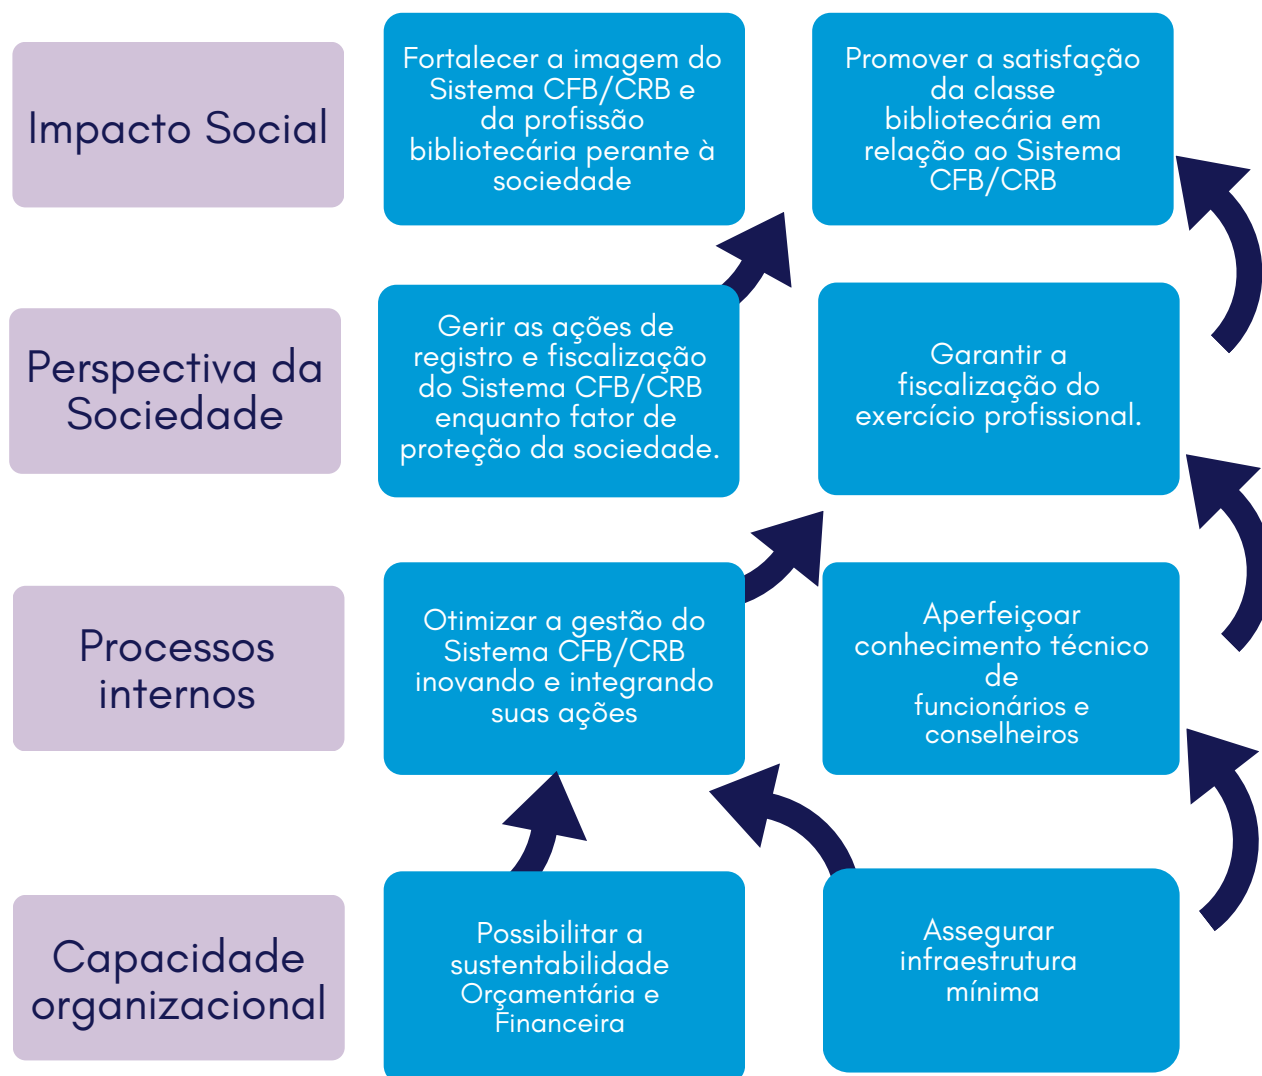 Impacto Social
Fortalecer a imagem do
Sistema CFB/CRB e
da profissão
bibliotecária perante à
sociedade
Promover a satisfação
da classe
bibliotecária em
relação ao Sistema
CFB/CRB
Perspectiva da
Sociedade
Gerir as ações de
registro e fiscalização
do Sistema CFB/CRB
enquanto fator de
proteção da sociedade.
Garantir a
fiscalização do
exercício profissional.
Processos
internos
Otimizar a gestão do
Sistema CFB/CRB
inovando e integrando
suas ações
Aperfeiçoar
conhecimento técnico
de
funcionários e
conselheiros
Capacidade
organizacional
Possibilitar a
sustentabilidade
Orçamentária e
Financeira
Assegurar
infraestrutura
mínima